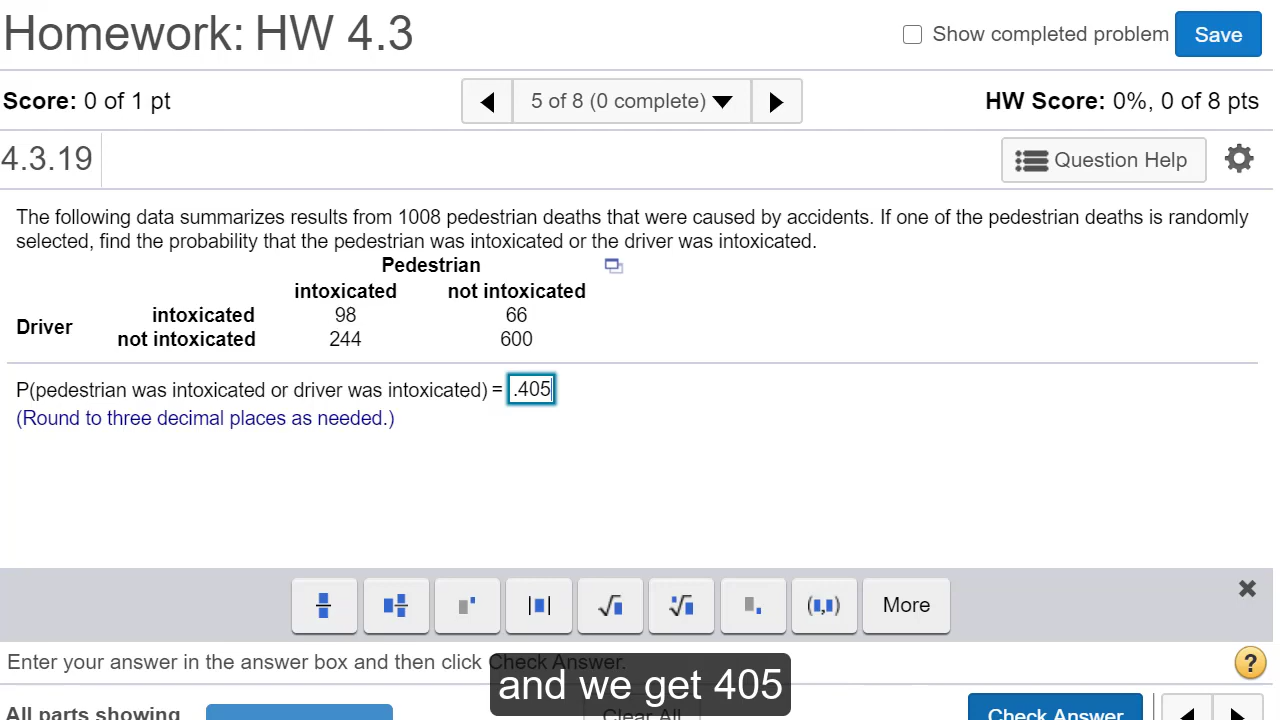 Homework: HW 4.3
Show completed problem
Save
Score: 0 of 1 pt
5 of 8 (0 complete)
HW Score: 0%, 0 of 8 pts
4.3.19
Question Help
The following data summarizes results from 1008 pedestrian deaths that were caused by accidents. If one of the pedestrian deaths is randomly
selected, find the probability that the pedestrian was intoxicated or the driver was intoxicated.
Pedestrian
intoxicated not intoxicated
Driver
intoxicated 98 66
not intoxicated 244 600
P(pedestrian was intoxicated or driver was intoxicated) = .405
(Round to three decimal places as needed.)
More
Enter your answer in the answer box and then click Check Answer.
?
and we get 405
All parts showing
Clear All
Check Answer